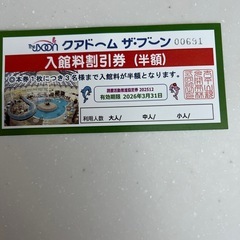 The Woon クアドーム ザ・ブーン 00691
入館料割引券 (半額)
◎本券1枚につき3名様まで入館料が半額となります。
202512
有効期限 2026年3月31日
利用人数 大人/ 中人/ 小人/